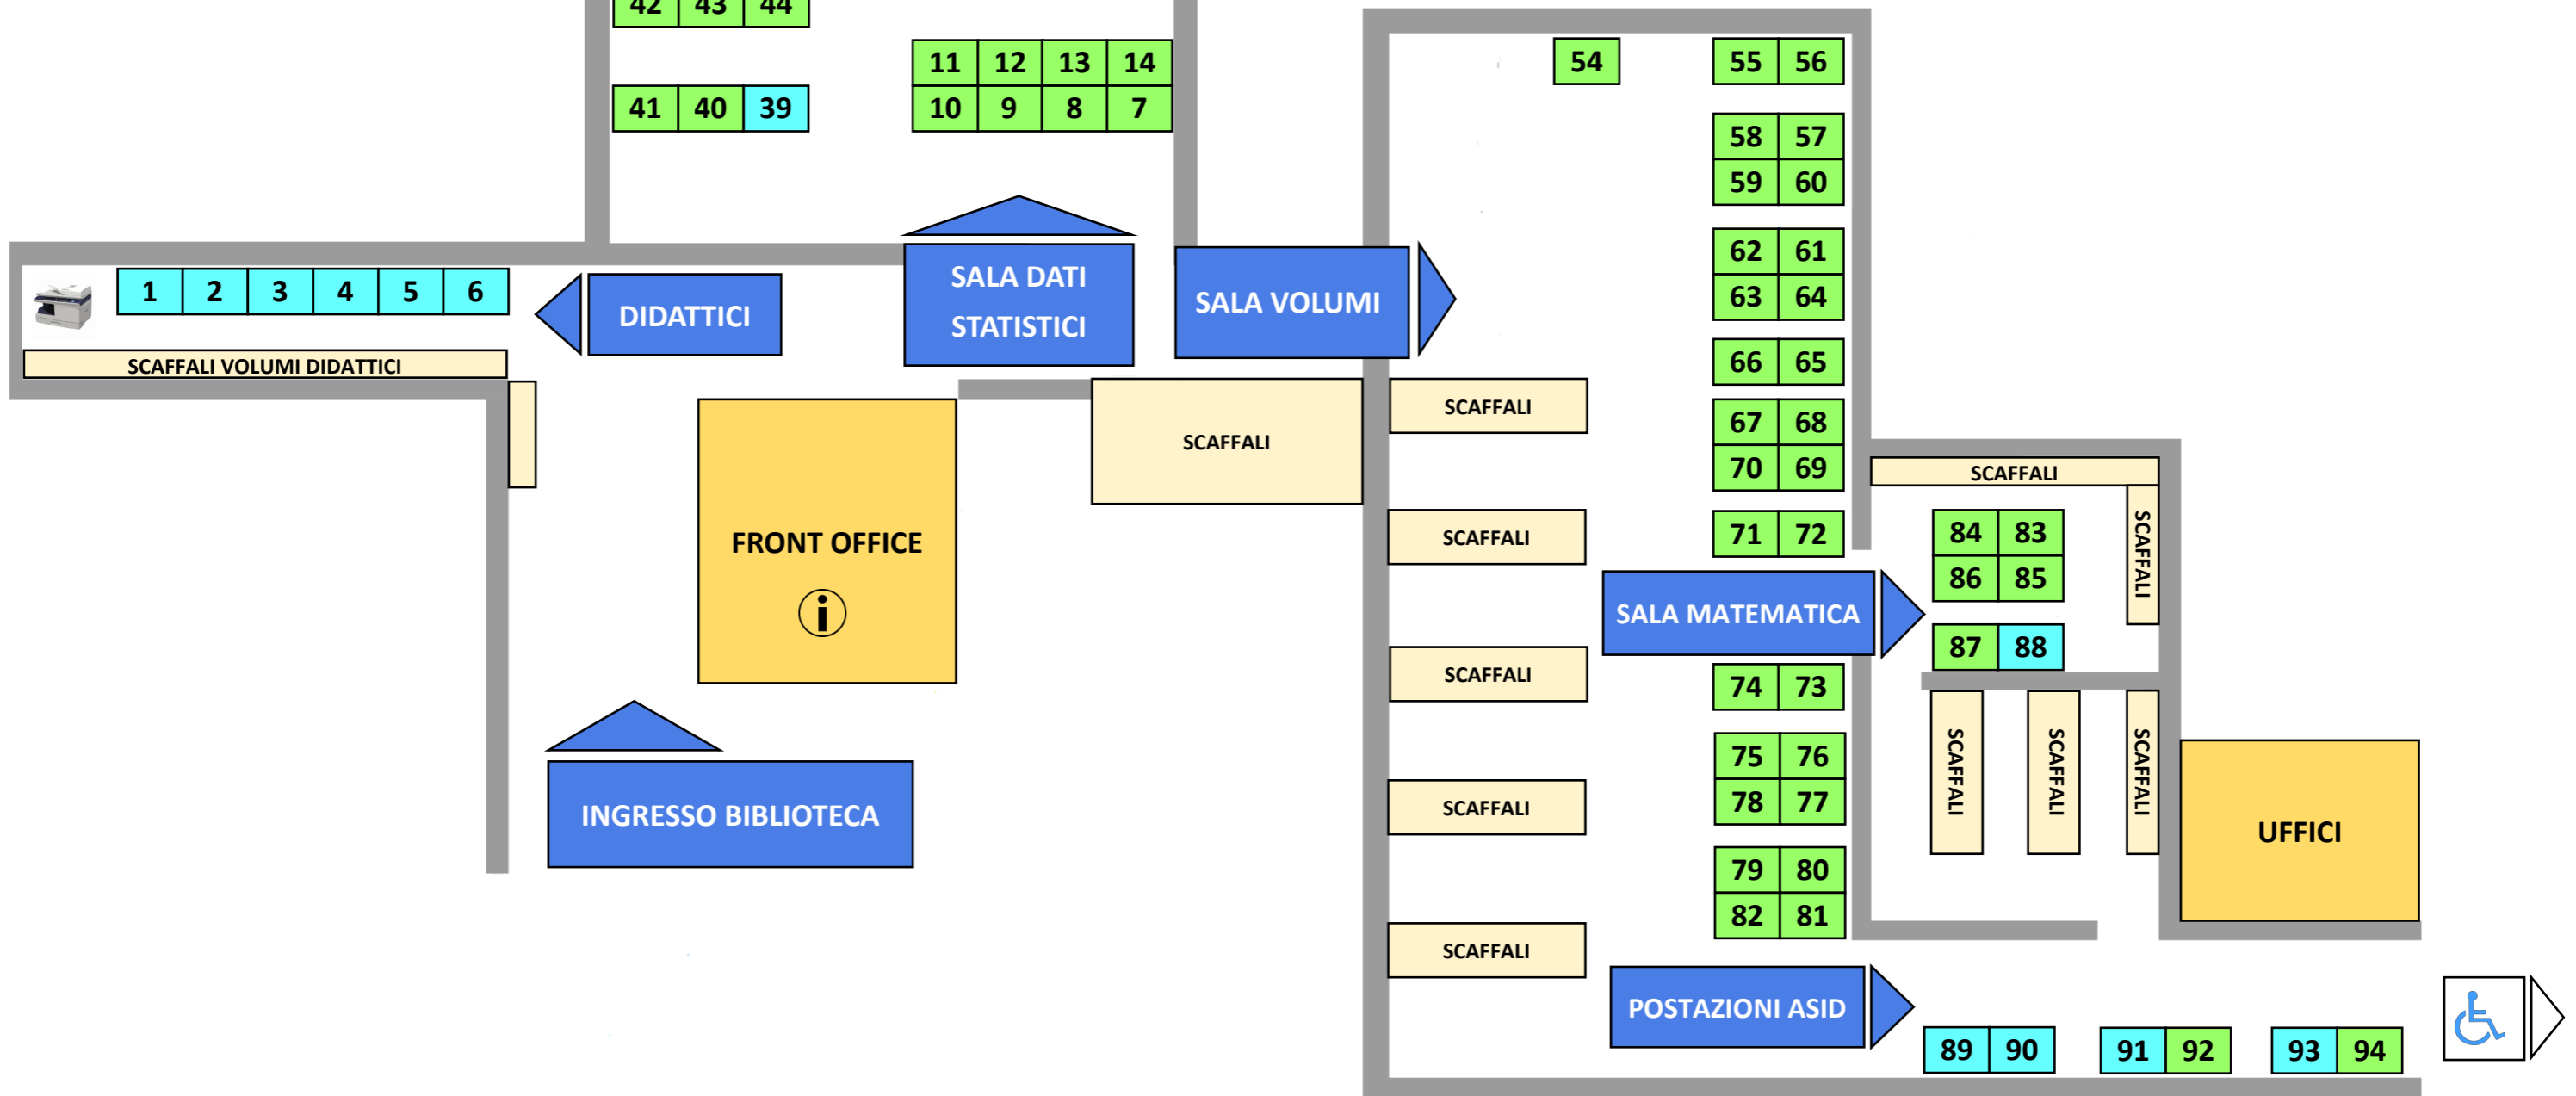 42 43 44
11 12 13 14
41 40 39
10 9 8 7
54
55 56
58 57
59 60
62 61
63 64
66 65
67 68
70 69
71 72
74 73
75 76
78 77
79 80
82 81
1 2 3 4 5 6
SCAFFALI VOLUMI DIDATTICI
DIDATTICI
SALA DATI
STATISTICI
SALA VOLUMI
SCAFFALI
FRONT OFFICE
i
INGRESSO BIBLIOTECA
SCAFFALI
SCAFFALI
SCAFFALI
SCAFFALI
SCAFFALI
SALA MATEMATICA
SCAFFALI
SCAFFALI
84 83
86 85
87 88
SCAFFALI
SCAFFALI
SCAFFALI
UFFICI
POSTAZIONI ASID
89 90
91 92
93 94